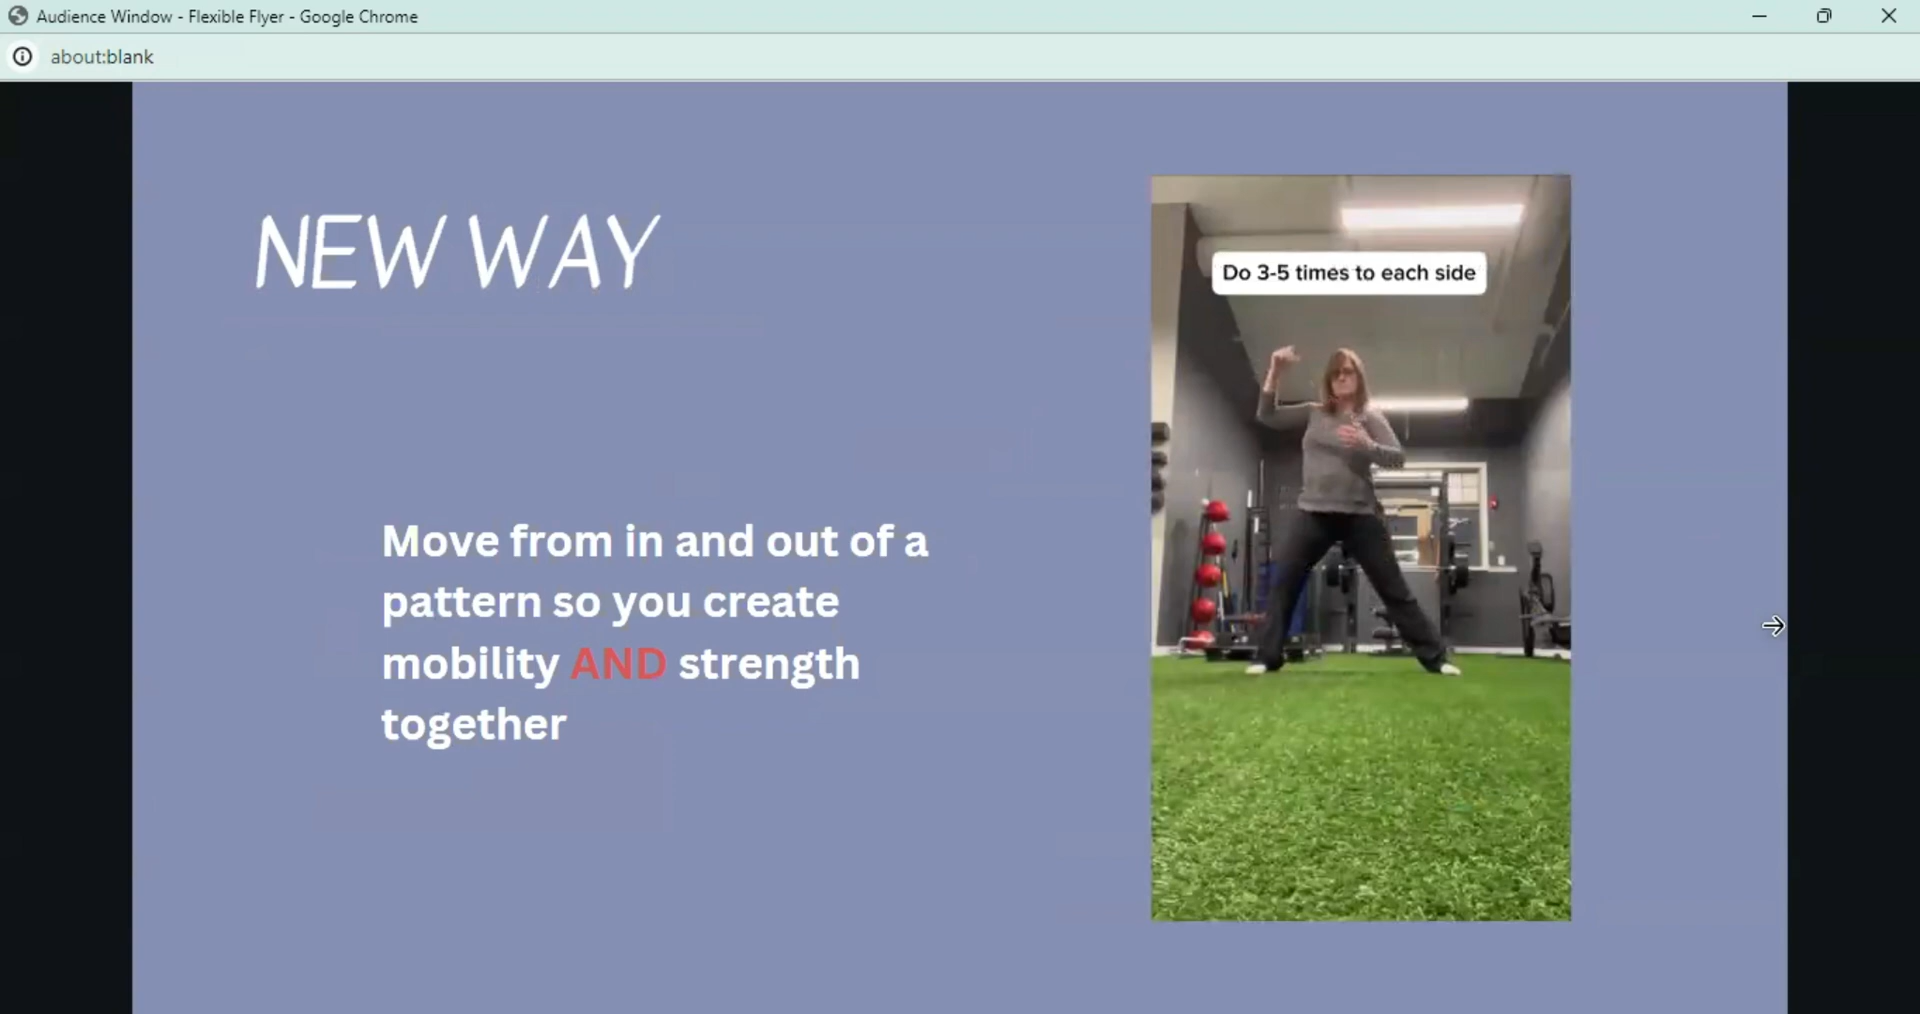 Audience Window - Flexible Flyer - Google Chrome
about:blank
NEW WAY
Do 3-5 times to each side
Move from in and out of a
pattern so you create
mobility AND strength
together